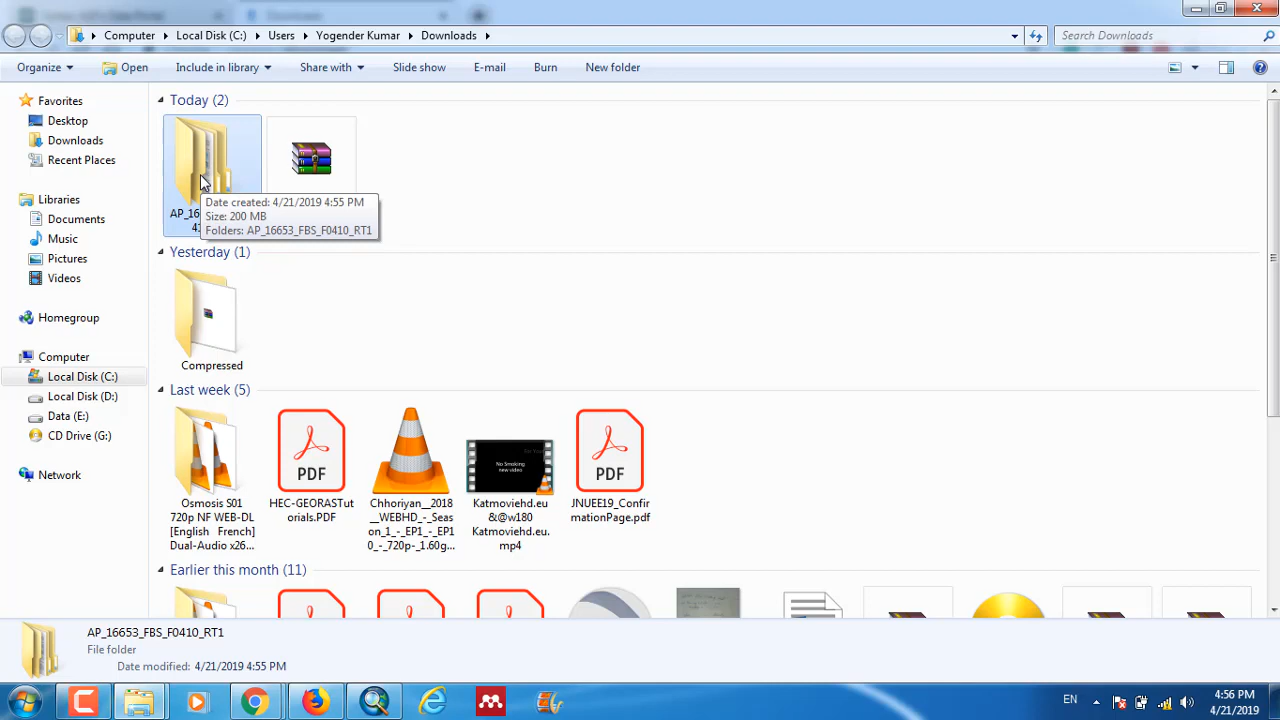 Computer Local Disk (C:) Users Yogender Kumar Downloads
Search Downloads
Organize Open Include in library Share with Slide show E-mail Burn New folder
Favorites
Desktop
Downloads
Recent Places
Libraries
Documents
Music
Pictures
Videos
Homegroup
Computer
Local Disk (C:)
Local Disk (D:)
Data (E:)
CD Drive (G:)
Network
Today (2)
Date created: 4/21/2019 4:55 PM
Size: 200 MB
Folders: AP_16653_FBS_F0410_RT1
Yesterday (1)
Compressed
Last week (5)
PDF
PDF
No Smoking
new video
Osmosis S01
720p NF WEB-DL
[English French]
Dual-Audio x26...
HEC-GEORASTut
orials.PDF
Chhoriyan__2018
__WEBHD_-_Seas
on_1_-_EP1_-_EP1
0_-_720p-_1.60g...
Katmoviehd.eu
&@w180
Katmoviehd.eu.
mp4
JNUEE19_Confir
mationPage.pdf
Earlier this month (11)
AP_16653_FBS_F0410_RT1
File folder
Date modified: 4/21/2019 4:55 PM
EN
4:56 PM
4/21/2019